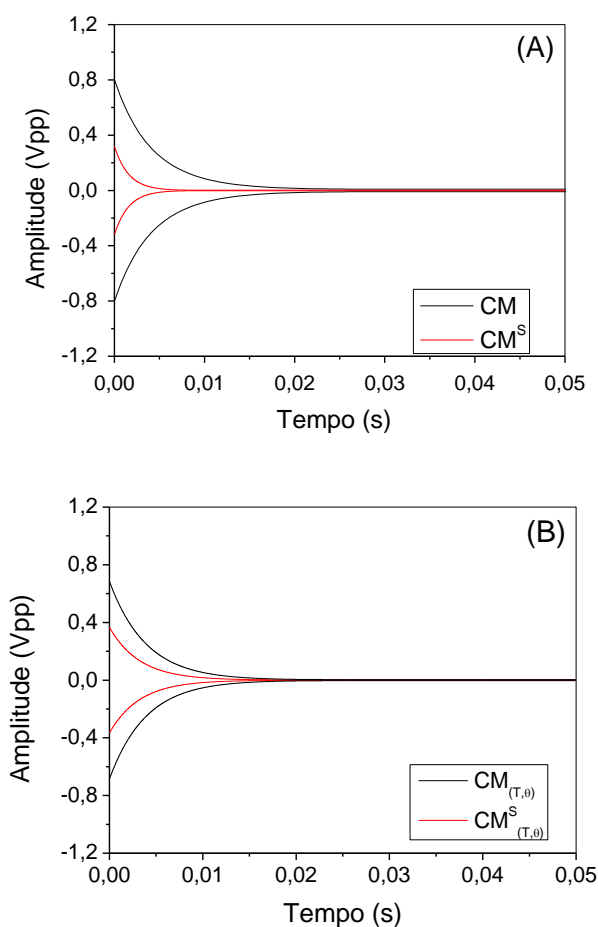 (A)
1,2
0,8
0,4
0,0
-0,4
-0,8
-1,2
Amplitude (Vpp)
CM
CM^S
0,00 0,01 0,02 0,03 0,04 0,05
Tempo (s)
(B)
1,2
0,8
0,4
0,0
-0,4
-0,8
-1,2
Amplitude (Vpp)
CM(T,θ)
CM^S(T,θ)
0,00 0,01 0,02 0,03 0,04 0,05
Tempo (s)